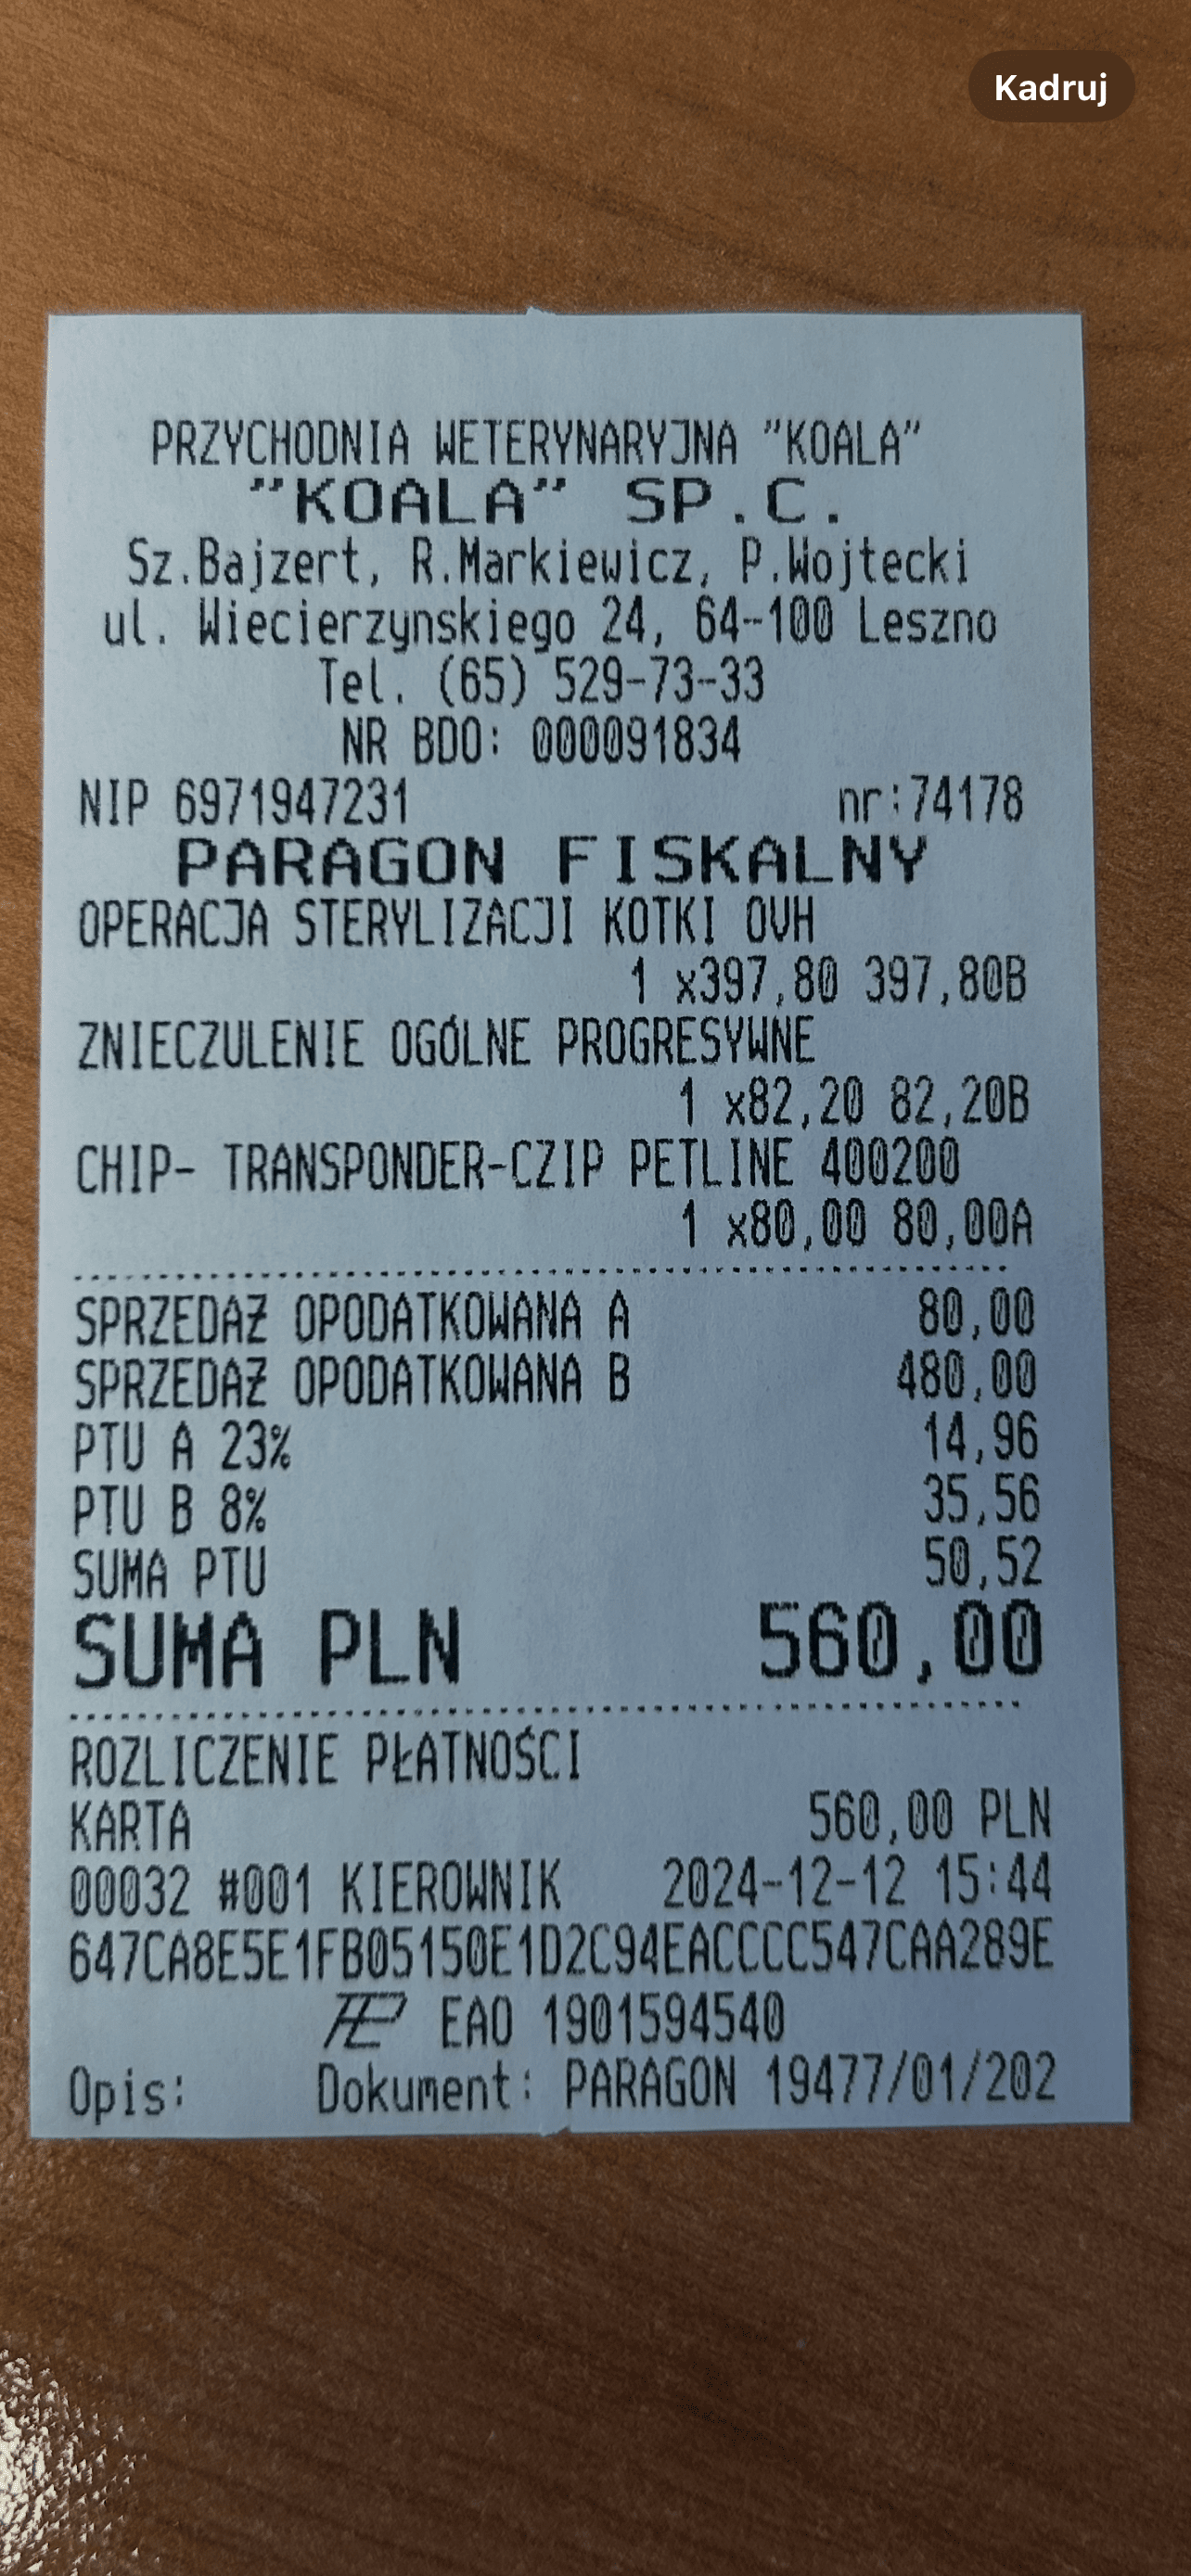 Kadruj
PRZYCHODNIA WETERYNARYJNA "KOALA"
"KOALA" SP.C.
Sz.Bajzert, R.Markiewicz, P.Wojtecki
ul. Wiecierzynskiego 24, 64-100 Leszno
Tel. (65) 529-73-33
NR BDO: 000091834
NIP 6971947231 nr:74178
PARAGON FISKALNY
OPERACJA STERYLIZACJI KOTKI OVH
1 x397,80 397,80B
ZNIECZULENIE OGÓLNE PROGRESYWNE
1 x82,20 82,20B
CHIP- TRANSPONDER-CZIP PETLINE 400200
1 x80,00 80,00A
SPRZEDAŻ OPODATKOWANA A 80,00
SPRZEDAŻ OPODATKOWANA B 480,00
PTU A 23% 14,96
PTU B 8% 35,56
SUMA PTU 50,52
SUMA PLN 560,00
ROZLICZENIE PŁATNOŚCI
KARTA 560,00 PLN
00032 #001 KIEROWNIK 2024-12-12 15:44
647CA8E5E1FB05150E1D2C94EACCCC547CAA289E
EAO 1901594540
Opis: Dokument: PARAGON 19477/01/202